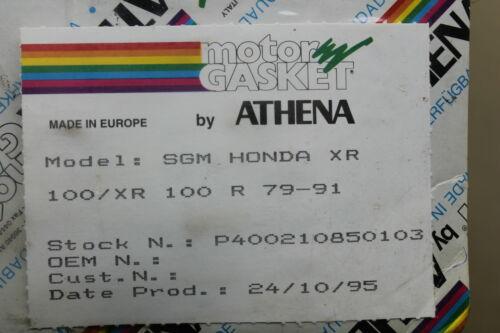 motor
GASKET
MADE IN EUROPE by ATHENA
Model: SGM HONDA XR
100/XR 100 R 79-91
Stock N.: P400210850103
OEM N.:
Cust.N.:
Date Prod.: 24/10/95